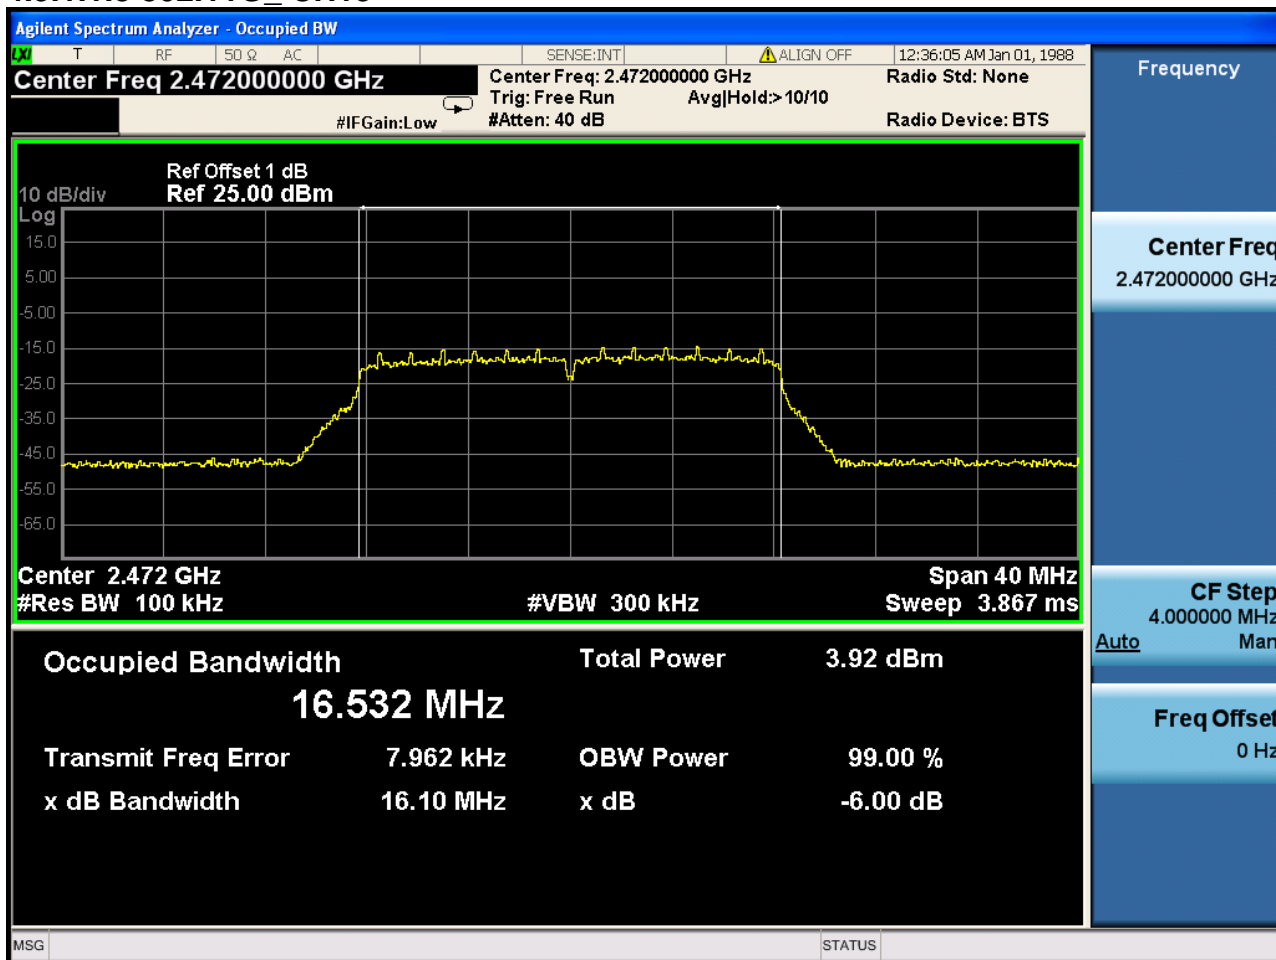 Agilent Spectrum Analyzer - Occupied BW
LXI T RF 50 Ω AC SENSE:INT ALIGN OFF 12:36:05 AM Jan 01, 1988
Center Freq 2.472000000 GHz
Center Freq: 2.472000000 GHz
Radio Std: None
Trig: Free Run Avg|Hold:>10/10
#IFGain:Low
#Atten: 40 dB
Radio Device: BTS
Ref Offset 1 dB
10 dB/div Ref 25.00 dBm
Log
15.0
5.00
-5.00
-15.0
-25.0
-35.0
-45.0
-55.0
-65.0
Center 2.472 GHz Span 40 MHz
#Res BW 100 kHz #VBW 300 kHz Sweep 3.867 ms
Occupied Bandwidth Total Power 3.92 dBm
16.532 MHz
Transmit Freq Error 7.962 kHz OBW Power 99.00 %
x dB Bandwidth 16.10 MHz x dB -6.00 dB
MSG STATUS
Frequency
Center Freq
2.472000000 GHz
CF Step
4.000000 MHz
Auto Man
Freq Offset
0 Hz